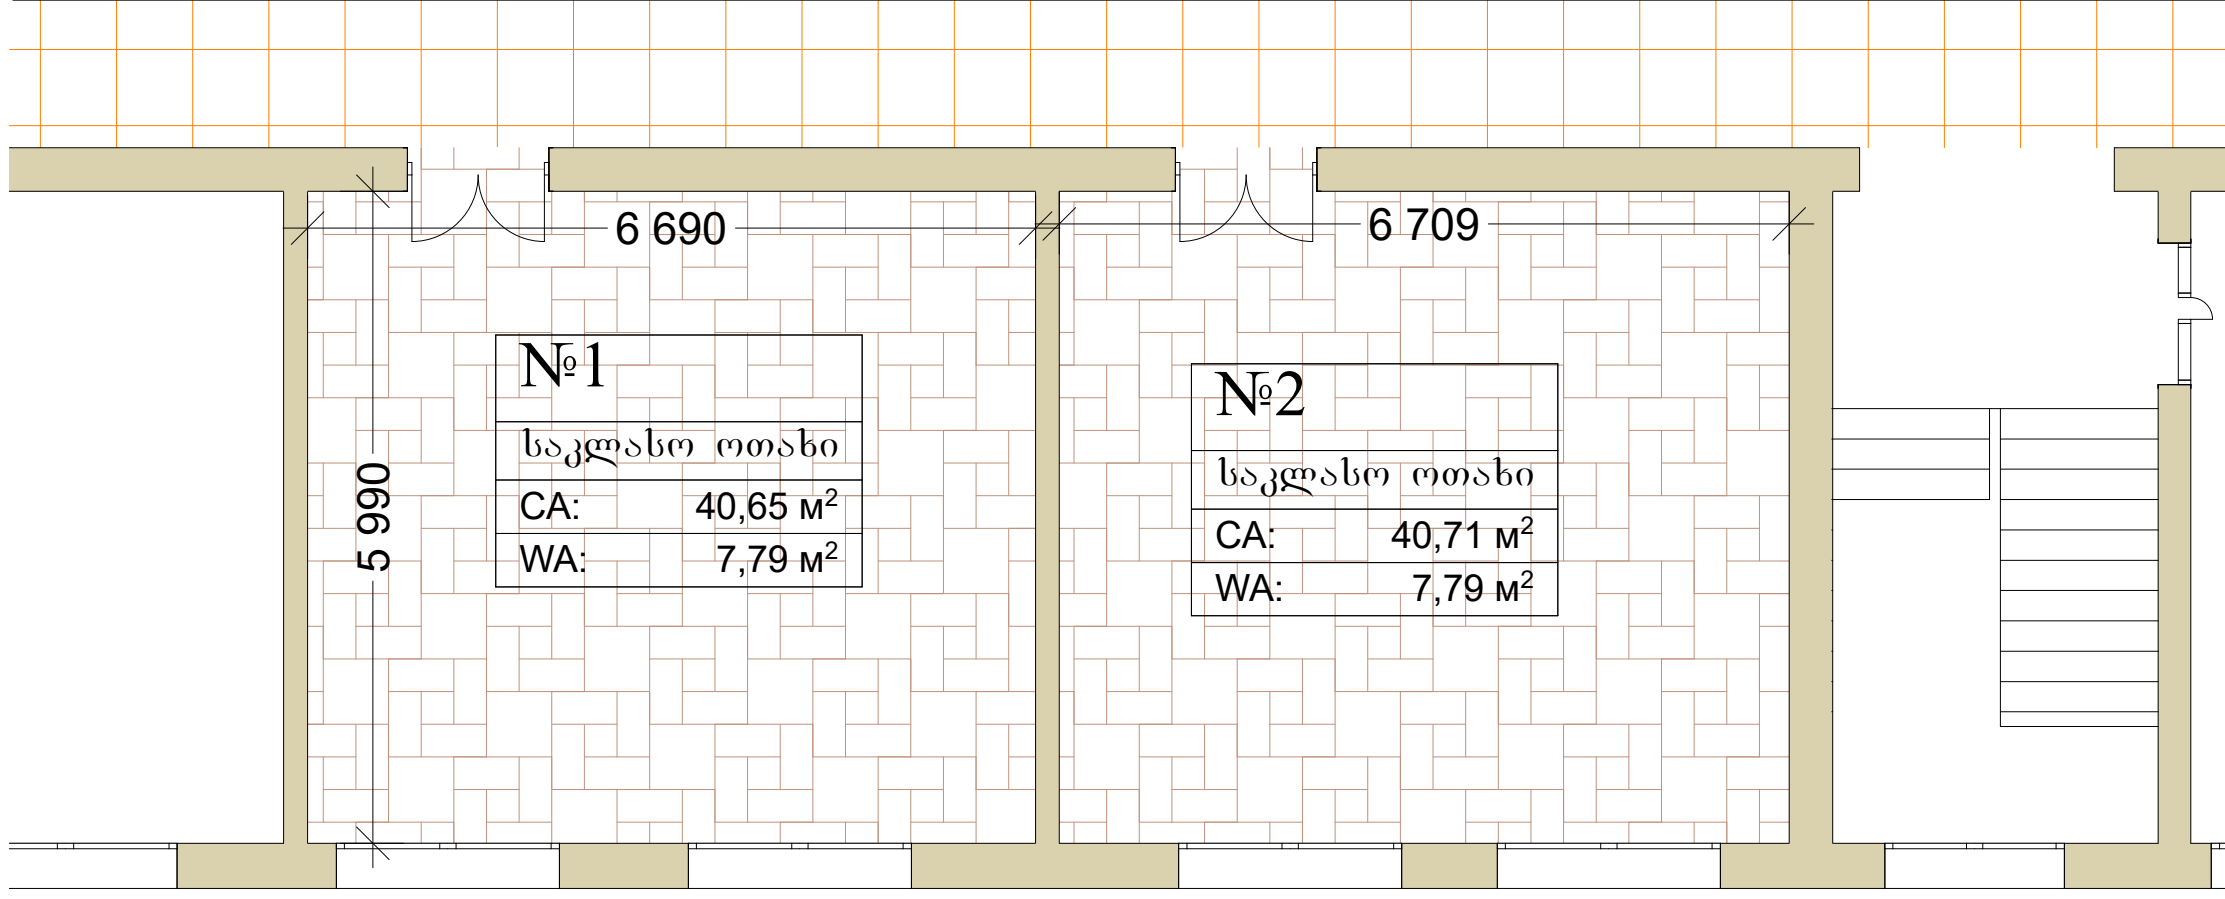 6 690
6 709
5 990
№1
საკლასო ოთახი
CA: 40,65 м²
WA: 7,79 м²
№2
საკლასო ოთახი
CA: 40,71 м²
WA: 7,79 м²